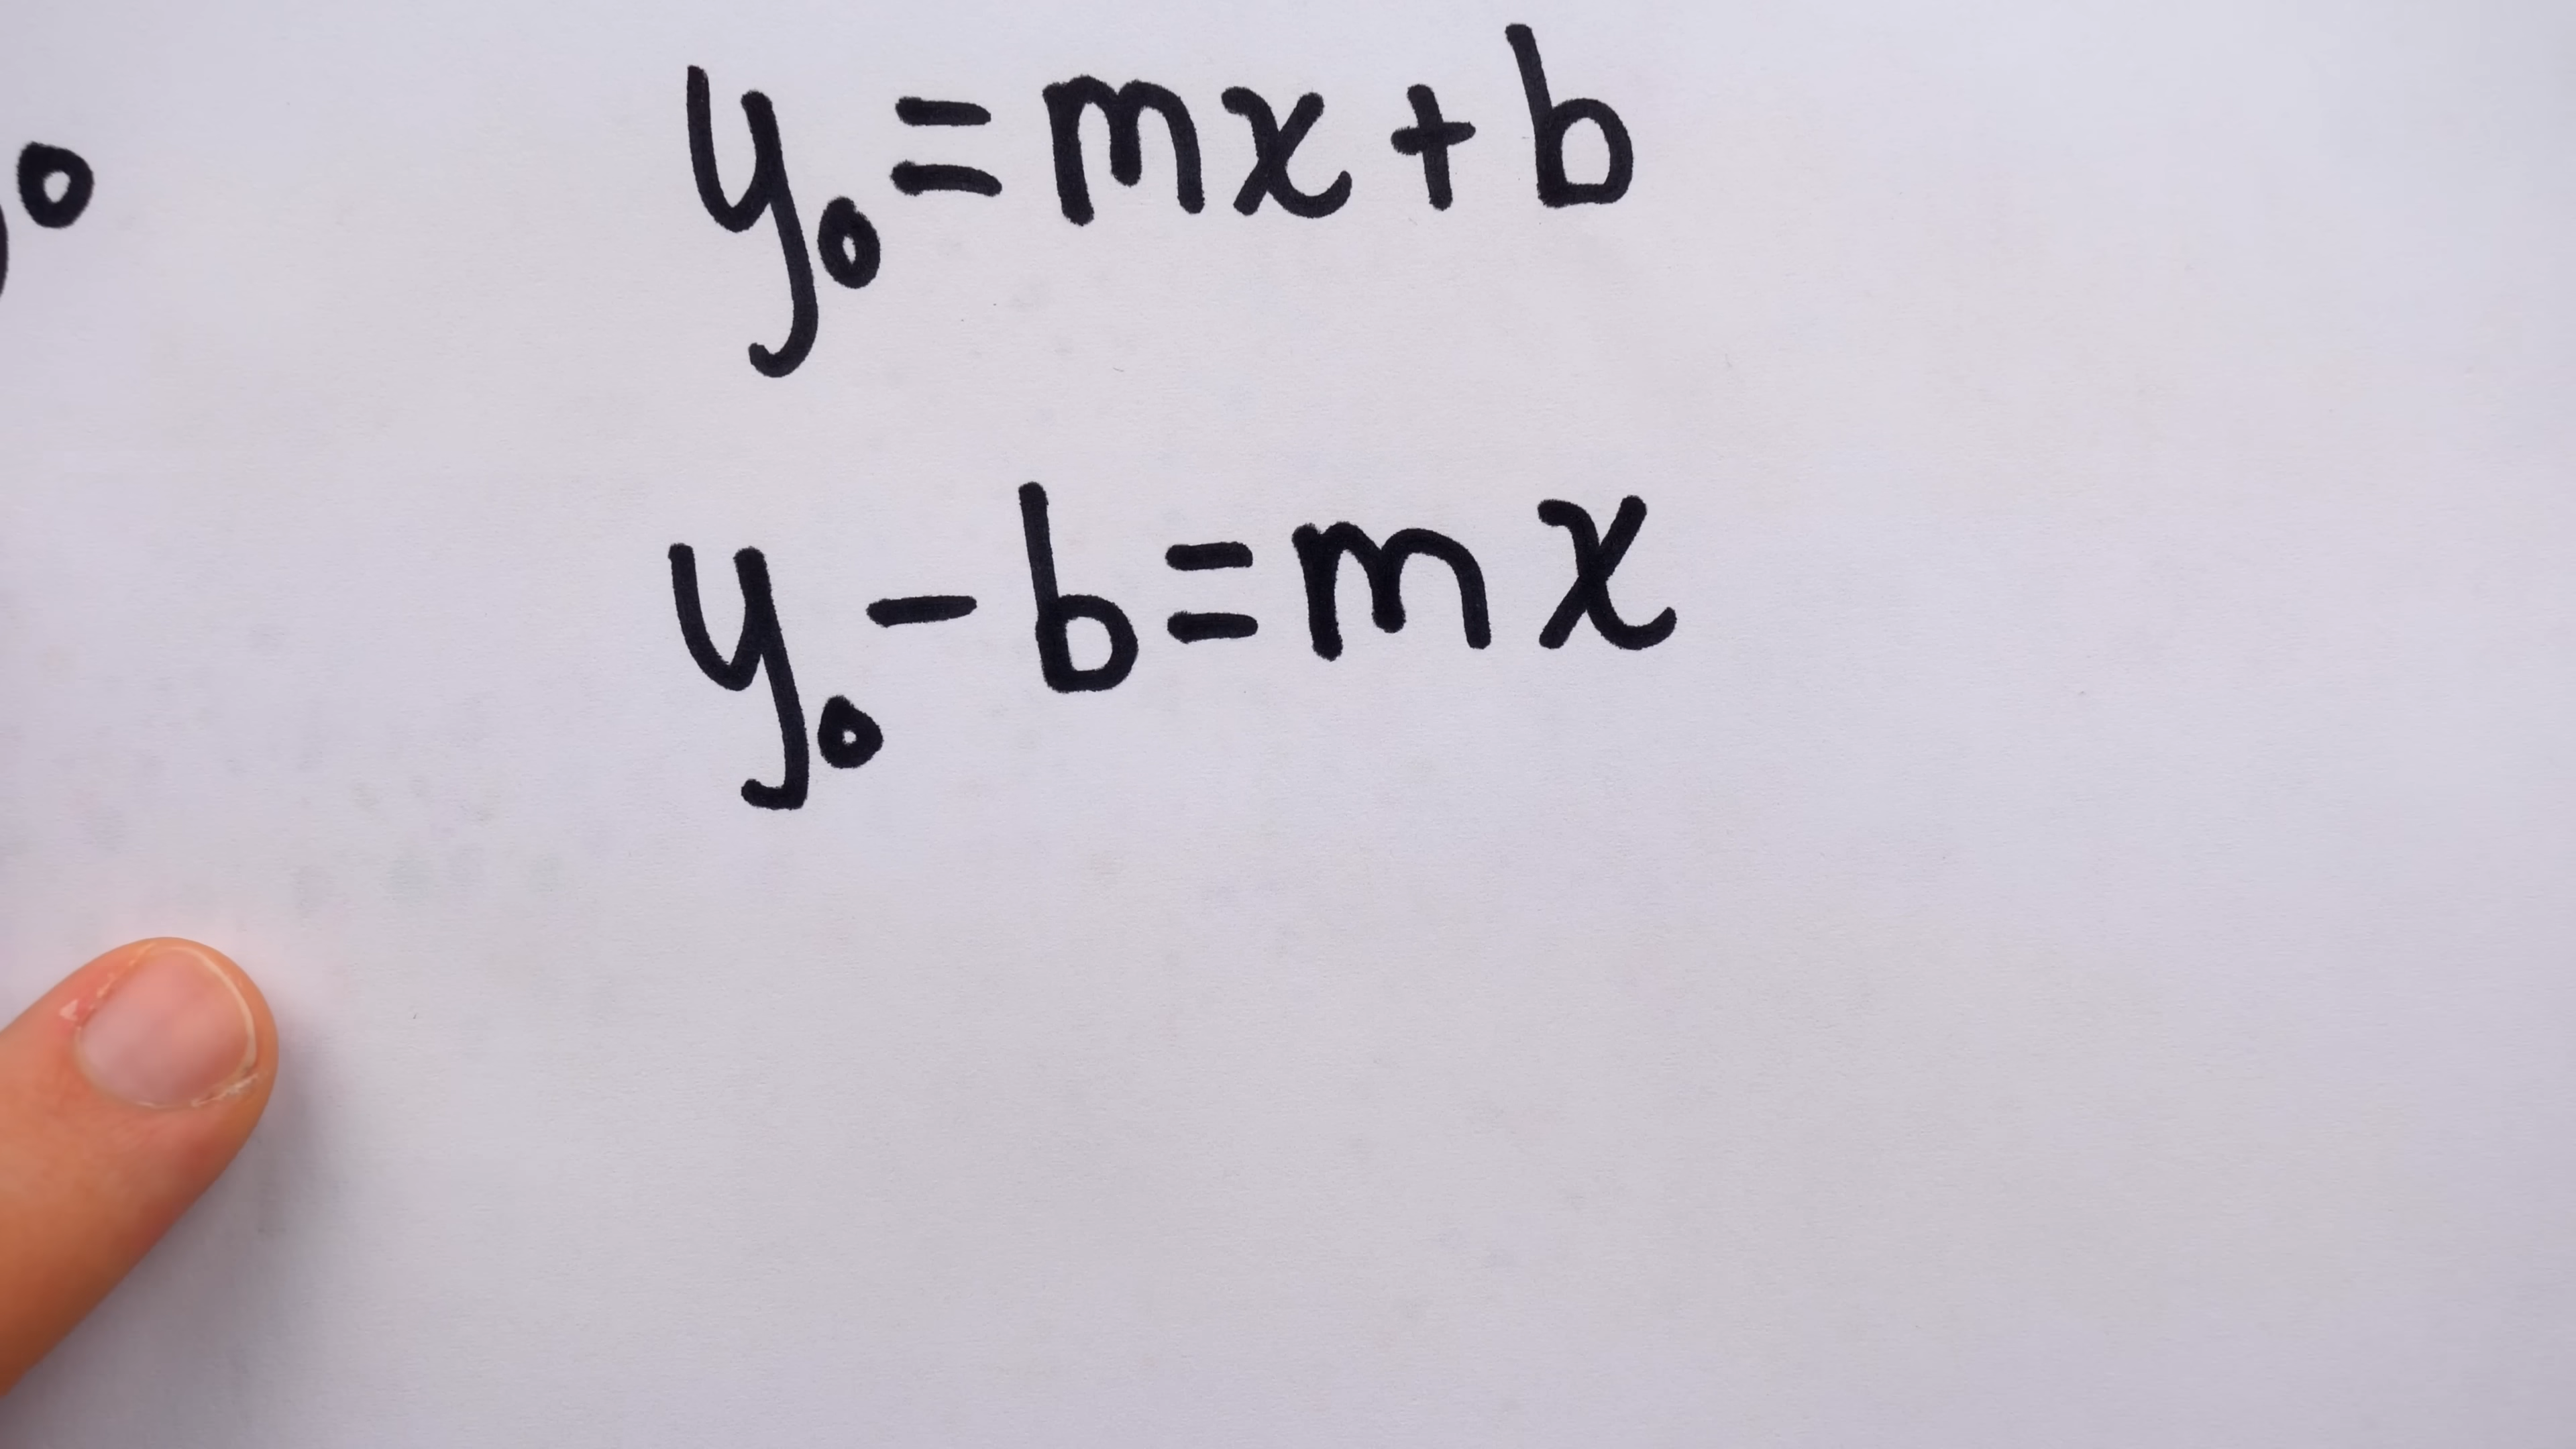 y₀ = mx + b
y₀ - b = mx